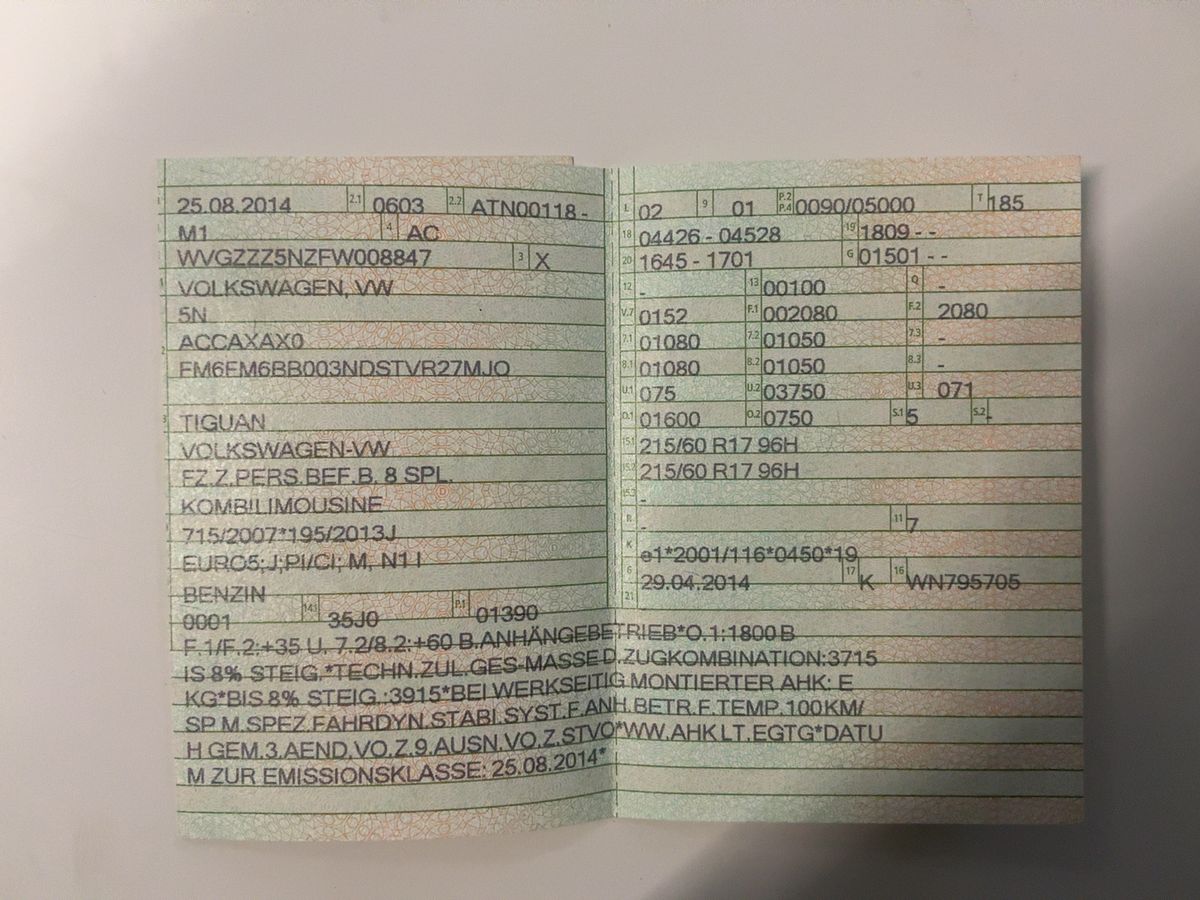 25.08.2014 2.1 0603 2.2 ATN00118 -
M1 4 AC
WVGZZZ5NZFW008847 3 X
VOLKSWAGEN, VW
5N
ACCAXAX0
FM6FM6BB003NDSTVR27MJO
TIGUAN
VOLKSWAGEN-VW
FZ.Z.PERS.BEF.B. 8 SPL.
KOMBILIMOUSINE
715/2007*195/2013J
EURO5;J;PI/CI; M, N1 I
BENZIN
0001 14.1 35J0 P.1 01390
L 02 9 01 P.2 P.4 0090/05000 T 185
18 04426 - 04528 19 1809 - -
20 1645 - 1701 G 01501 - -
12 - 13 00100 Q -
V.7 0152 F.1 002080 F.2 2080
7.1 01080 7.2 01050 7.3 -
8.1 01080 8.2 01050 8.3 -
U.1 075 U.2 03750 U.3 071
O.1 01600 O.2 0750 S.1 5 S.2 -
15.1 215/60 R17 96H
15.2 215/60 R17 96H
15.3 -
R - 11 7
K e1*2001/116*0450*19
6 29.04.2014 17 K 16 WN795705
21
F.1/F.2:+35 U. 7.2/8.2:+60 B.ANHÄNGEBETRIEB*O.1:1800 B
IS 8% STEIG.*TECHN.ZUL.GES-MASSE D.ZUGKOMBINATION:3715
KG*BIS 8% STEIG.:3915*BEI WERKSEITIG MONTIERTER AHK: E
SP M.SPEZ.FAHRDYN.STABI.SYST.F.ANH.BETR.F.TEMP.100KM/
H GEM.3.AEND.VO.Z.9.AUSN.VO.Z.STVO*WW.AHK LT.EGTG*DATU
M ZUR EMISSIONSKLASSE: 25.08.2014*